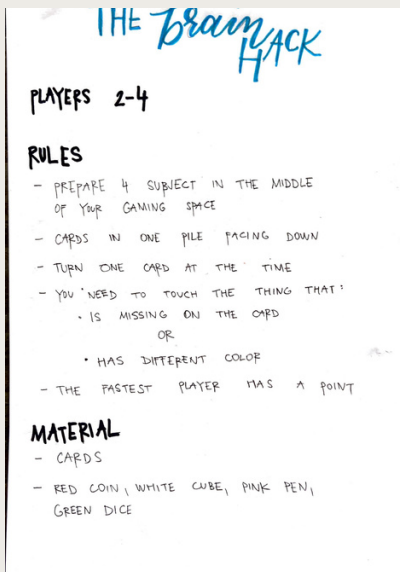 THE Brain
HACK
PLAYERS 2-4
RULES
- PREPARE 4 SUBJECT IN THE MIDDLE
OF YOUR GAMING SPACE
- CARDS IN ONE PILE FACING DOWN
- TURN ONE CARD AT THE TIME
- YOU NEED TO TOUCH THE THING THAT:
• IS MISSING ON THE CARD
OR
• HAS DIFFERENT COLOR
- THE FASTEST PLAYER HAS A POINT
MATERIAL
- CARDS
- RED COIN, WHITE CUBE, PINK PEN,
GREEN DICE